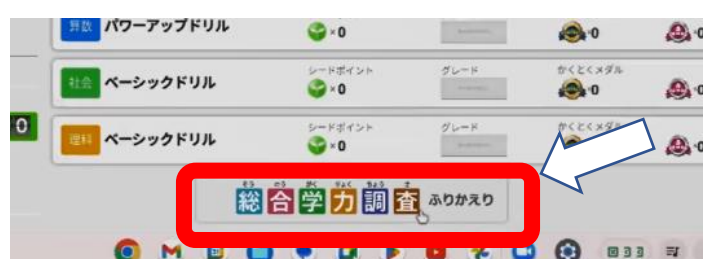 算数 パワーアップドリル ×0 0
シードポイント グレード かくとくメダル
社会 ベーシックドリル ×0 0 0
シードポイント グレード かくとくメダル
0 理科 ベーシックドリル ×0 0
そう ごう がく りょく ちょう さ
総合学力調査 ふりかえり